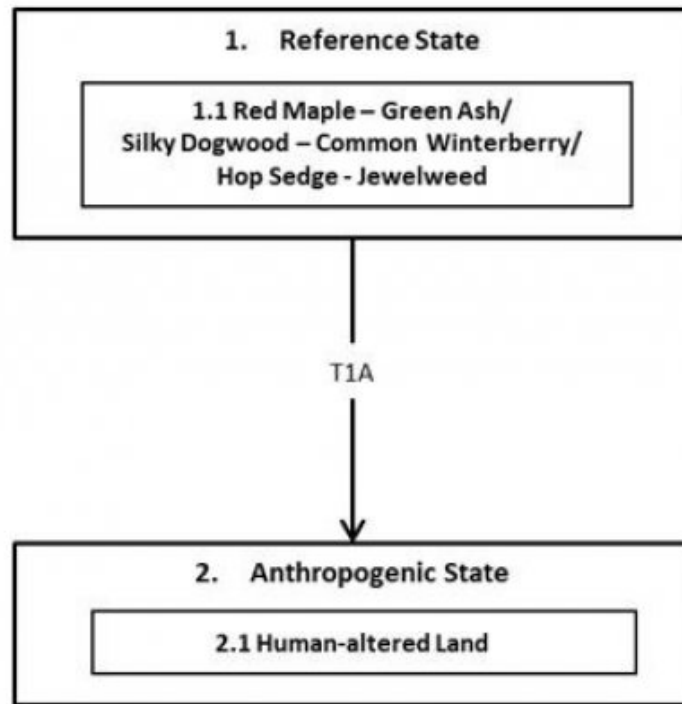 1. Reference State
1.1 Red Maple – Green Ash/
Silky Dogwood – Common Winterberry/
Hop Sedge - Jewelweed
T1A
2. Anthropogenic State
2.1 Human-altered Land